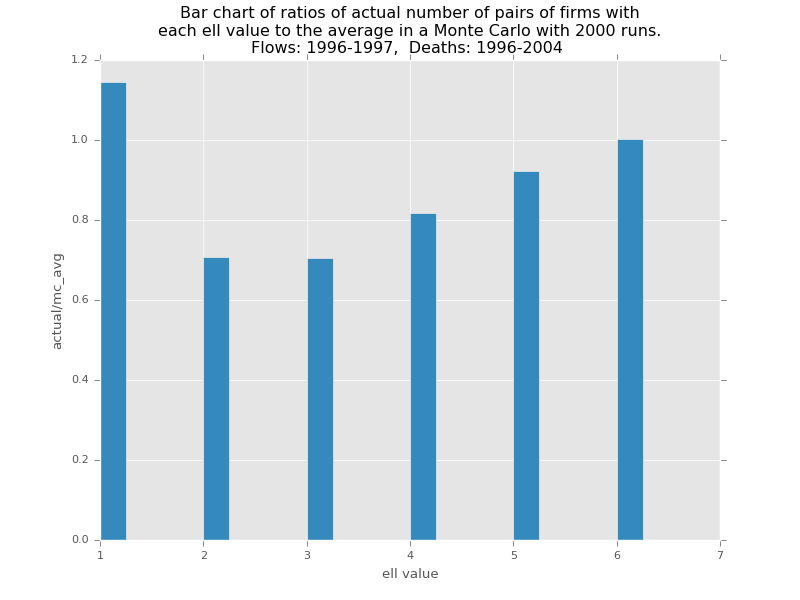 Bar chart of ratios of actual number of pairs of firms with
each ell value to the average in a Monte Carlo with 2000 runs.
Flows: 1996-1997,  Deaths: 1996-2004
1.2
1.0
0.8
0.6
0.4
0.2
0.0
actual/mc_avg
1 2 3 4 5 6 7
ell value